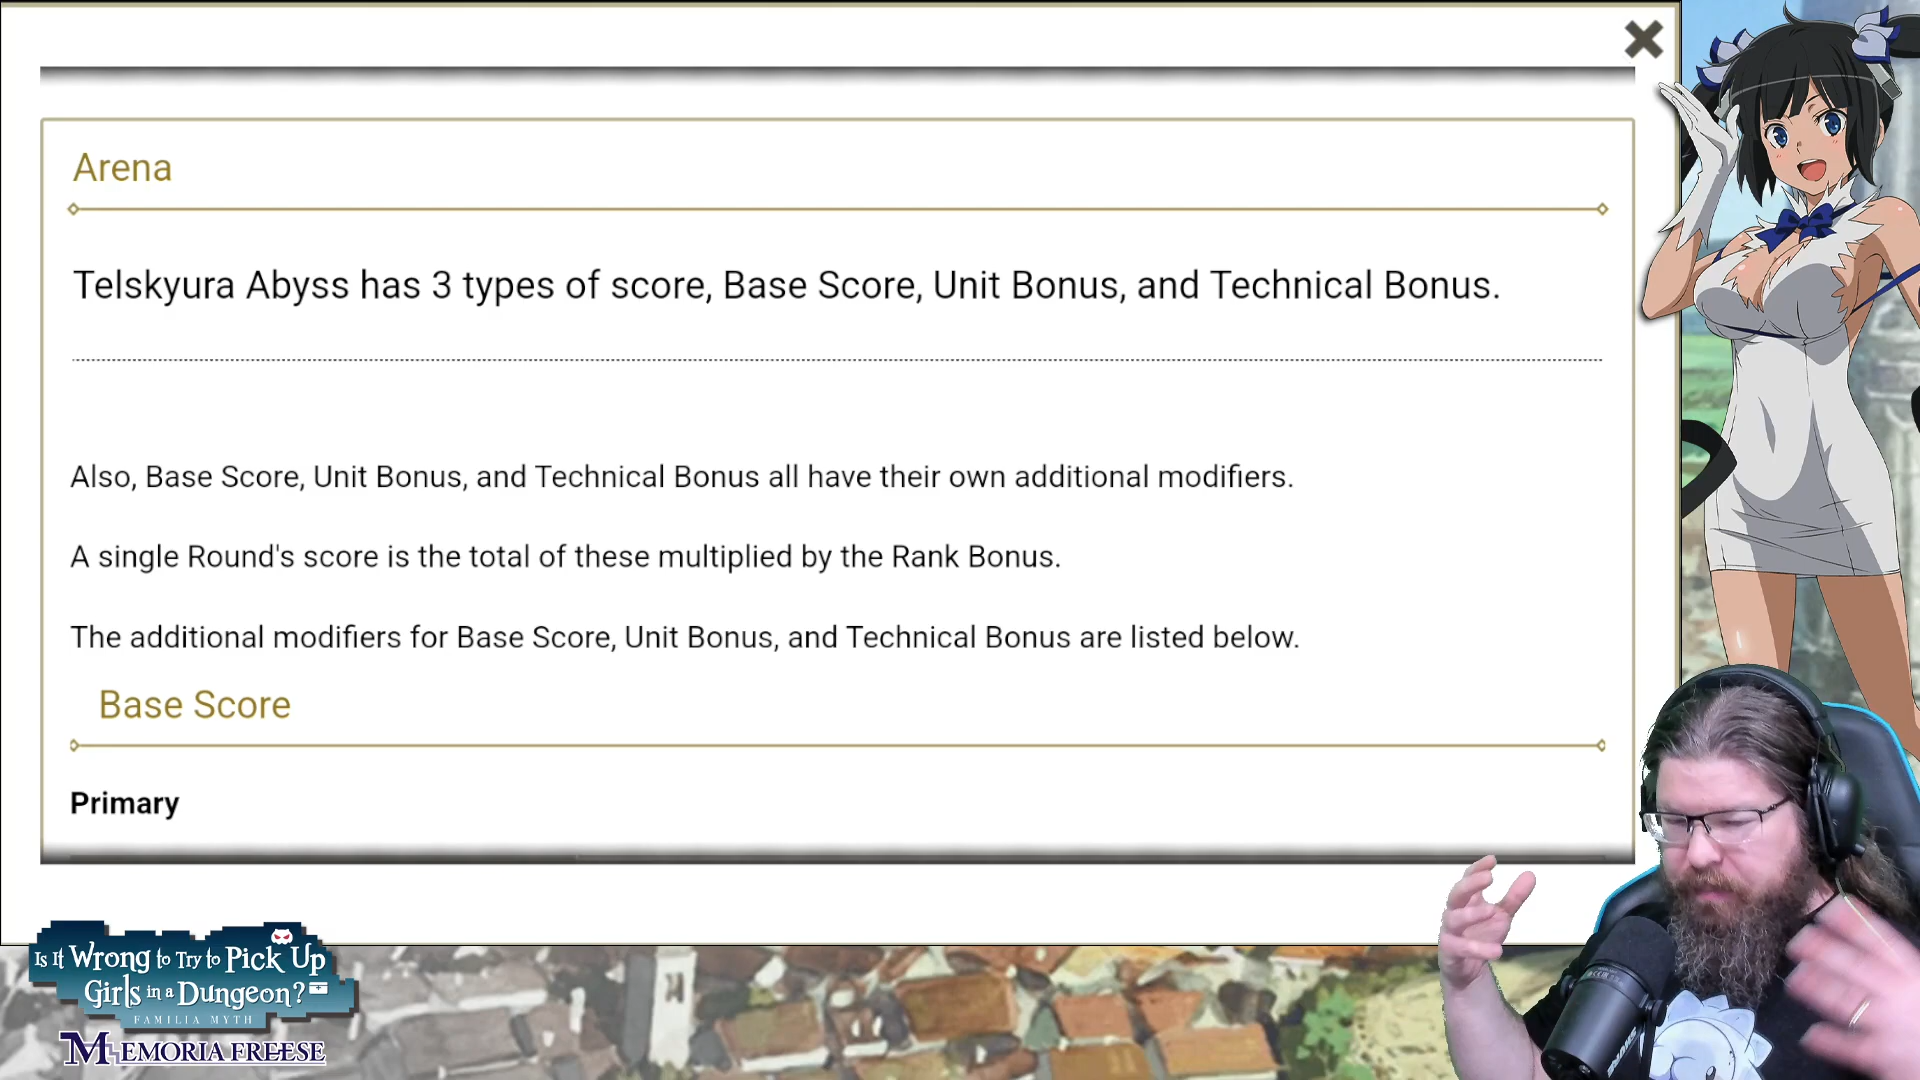 Arena
Telskyura Abyss has 3 types of score, Base Score, Unit Bonus, and Technical Bonus.
Also, Base Score, Unit Bonus, and Technical Bonus all have their own additional modifiers.
A single Round's score is the total of these multiplied by the Rank Bonus.
The additional modifiers for Base Score, Unit Bonus, and Technical Bonus are listed below.
Base Score
Primary
Is It Wrong to Try to Pick Up
Girls in a Dungeon?
FAMILIA MYTH
MEMORIA FREESE